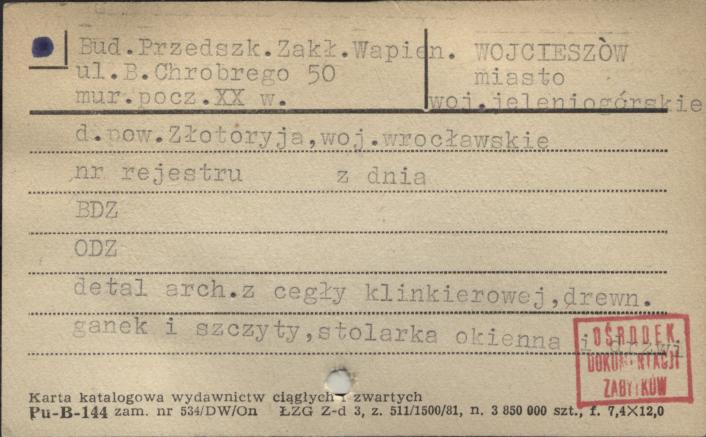 Bud.Przedszk.Zakł.Wapien. WOJCIESZÒW
ul.B.Chrobrego 50 miasto
mur.pocz.XX w. woj.jeleniogórskie
d.pow.Złotoryja,woj.wrocławskie
nr rejestru z dnia
BDZ
ODZ
detal arch.z cegły klinkierowej,drewn.
ganek i szczyty,stolarka okienna i drzwi
OŚRODEK
DOKUMENTACJI
ZABYTKÓW
Karta katalogowa wydawnictw ciągłych i zwartych
Pu-B-144 zam. nr 534/DW/On ŁZG Z-d 3, z. 511/1500/81, n. 3 850 000 szt., f. 7,4×12,0